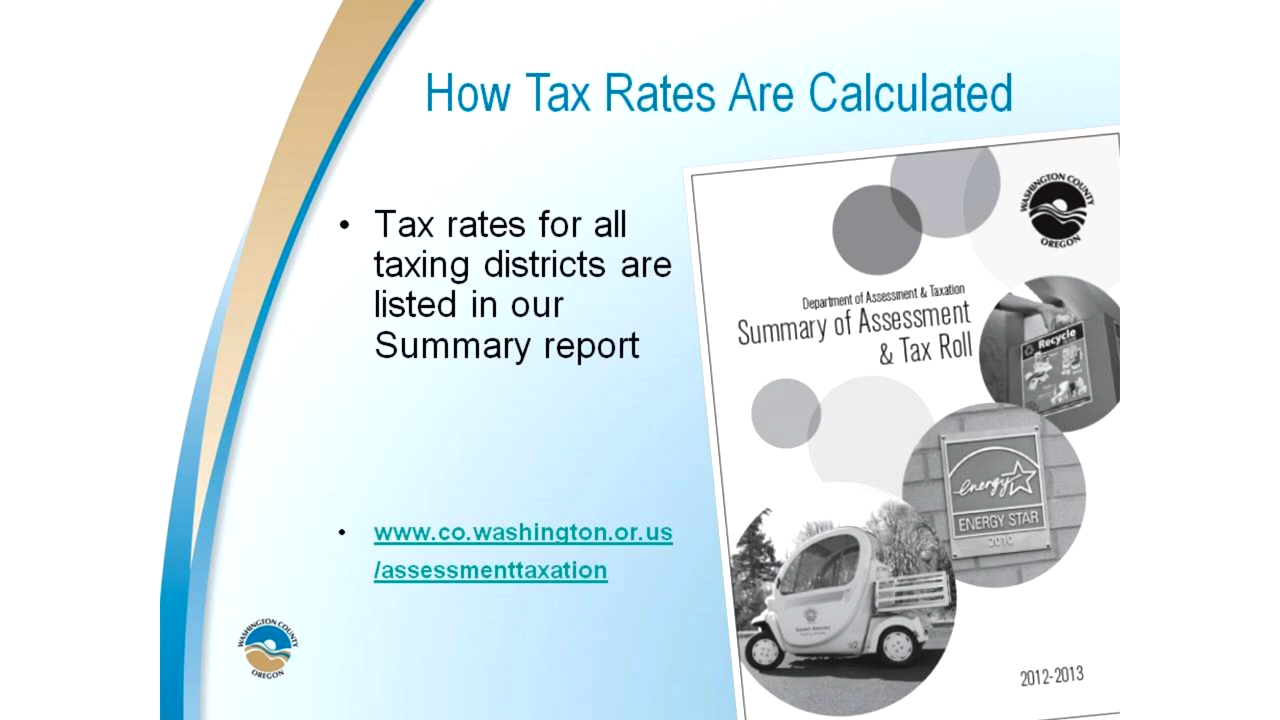 How Tax Rates Are Calculated
• Tax rates for all
taxing districts are
listed in our
Summary report
• www.co.washington.or.us
/assessmenttaxation
WASHINGTON COUNTY
OREGON
WASHINGTON COUNTY
OREGON
Department of Assessment & Taxation
Summary of Assessment
& Tax Roll
Recycle
energy
ENERGY STAR
2010
2012-2013